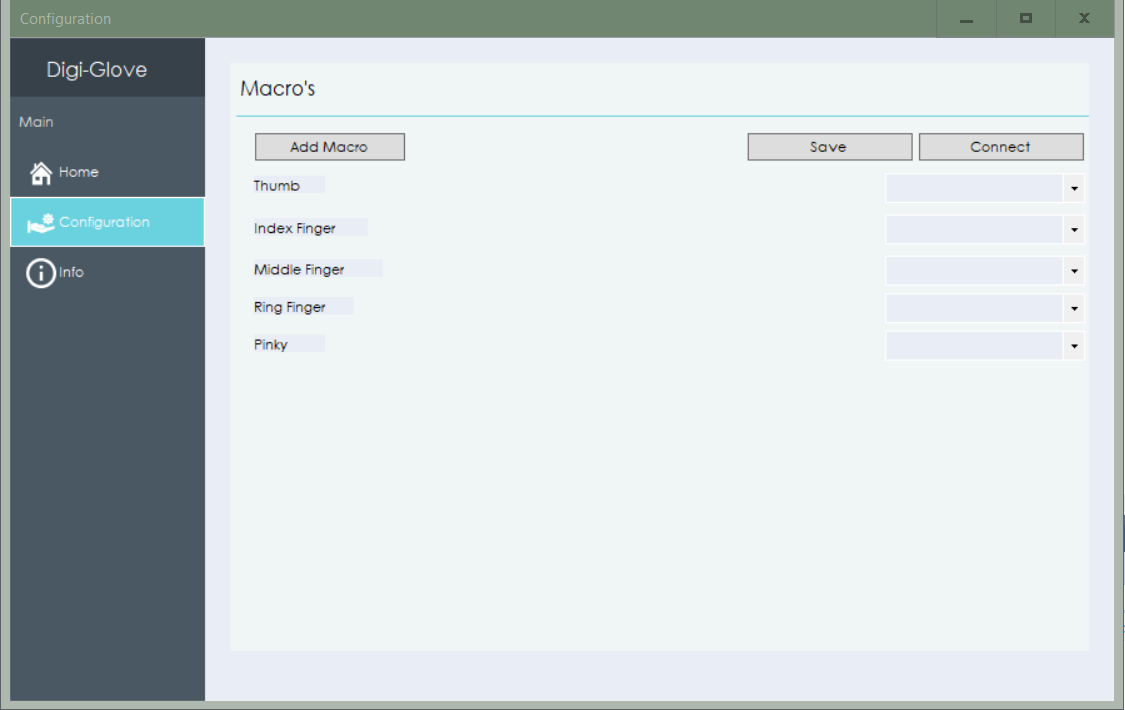 Configuration
Digi-Glove
Main
Home
Configuration
Info
Macro's
Add Macro Save Connect
Thumb
Index Finger
Middle Finger
Ring Finger
Pinky